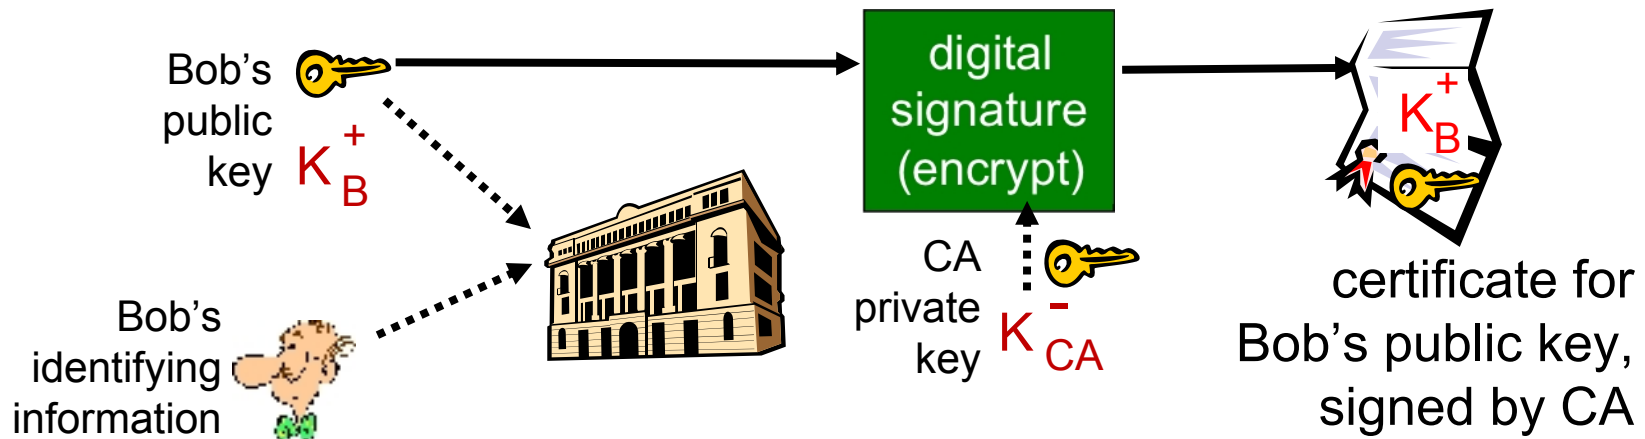 Bob’s
public
key
K
+
B
digital
signature
(encrypt)
K
+
B
Bob’s
identifying
information
CA
private
key
K
-
CA
certificate for
Bob’s public key,
signed by CA